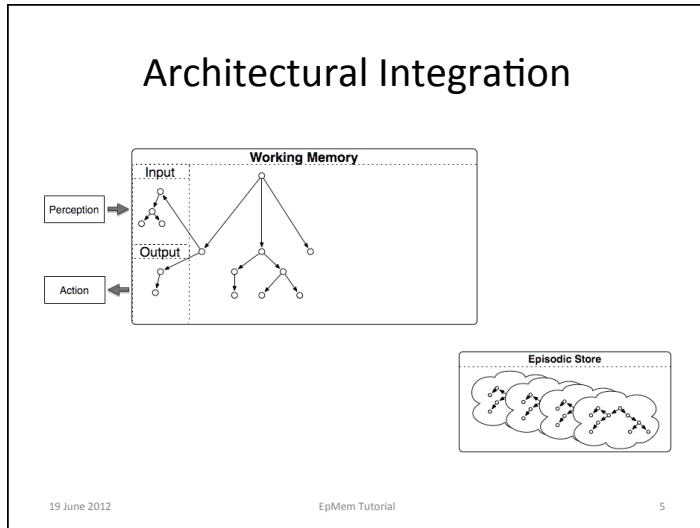 Architectural Integration
Working Memory
Input
Perception
Output
Action
Episodic Store
19 June 2012
EpMem Tutorial
5